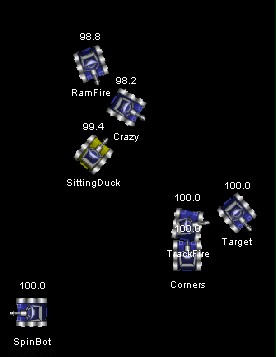 98.8
RamFire
98.2
Crazy
99.4
SittingDuck
100.0
100.0
Target
100.0
TrackFire
Corners
100.0
SpinBot